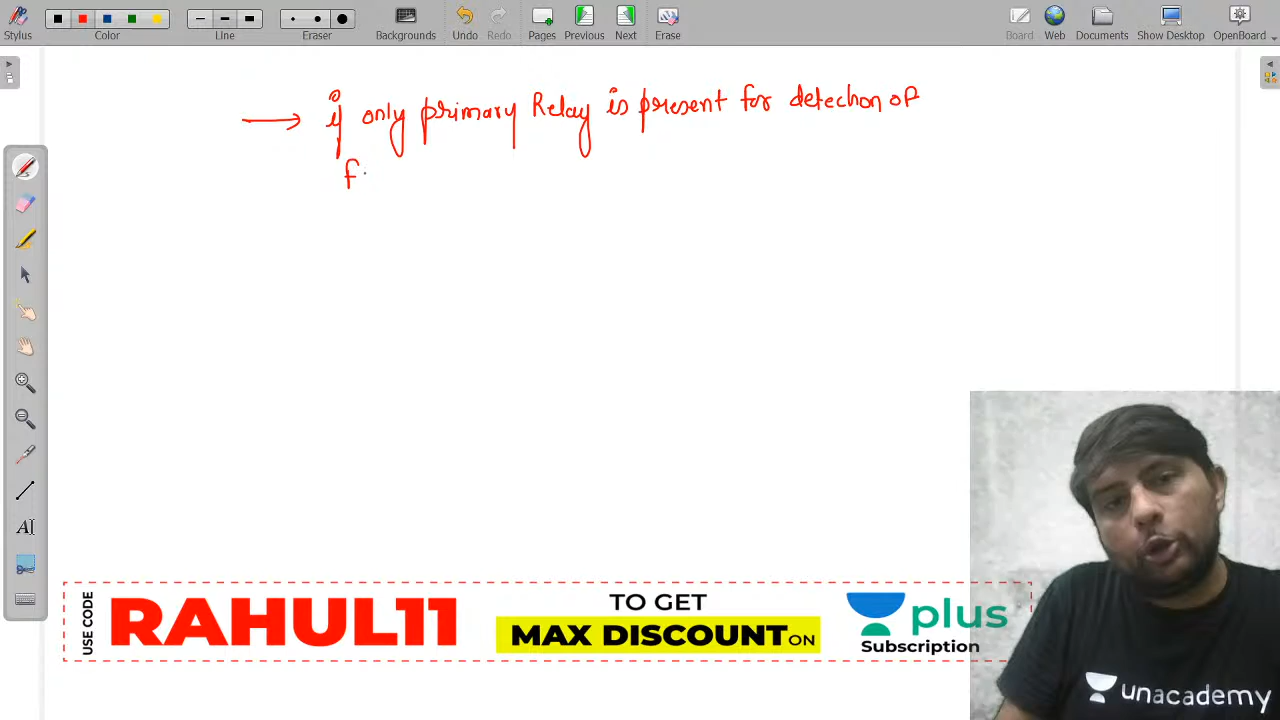 Stylus
Color
Line
Eraser
Backgrounds
Undo
Redo
Pages
Previous
Next
Erase
Board
Web
Documents
Show Desktop
OpenBoard
→ if only primary Relay is present for detection of
f
AI
USE CODE
RAHUL11
TO GET
MAX DISCOUNT ON
plus
Subscription
unacademy